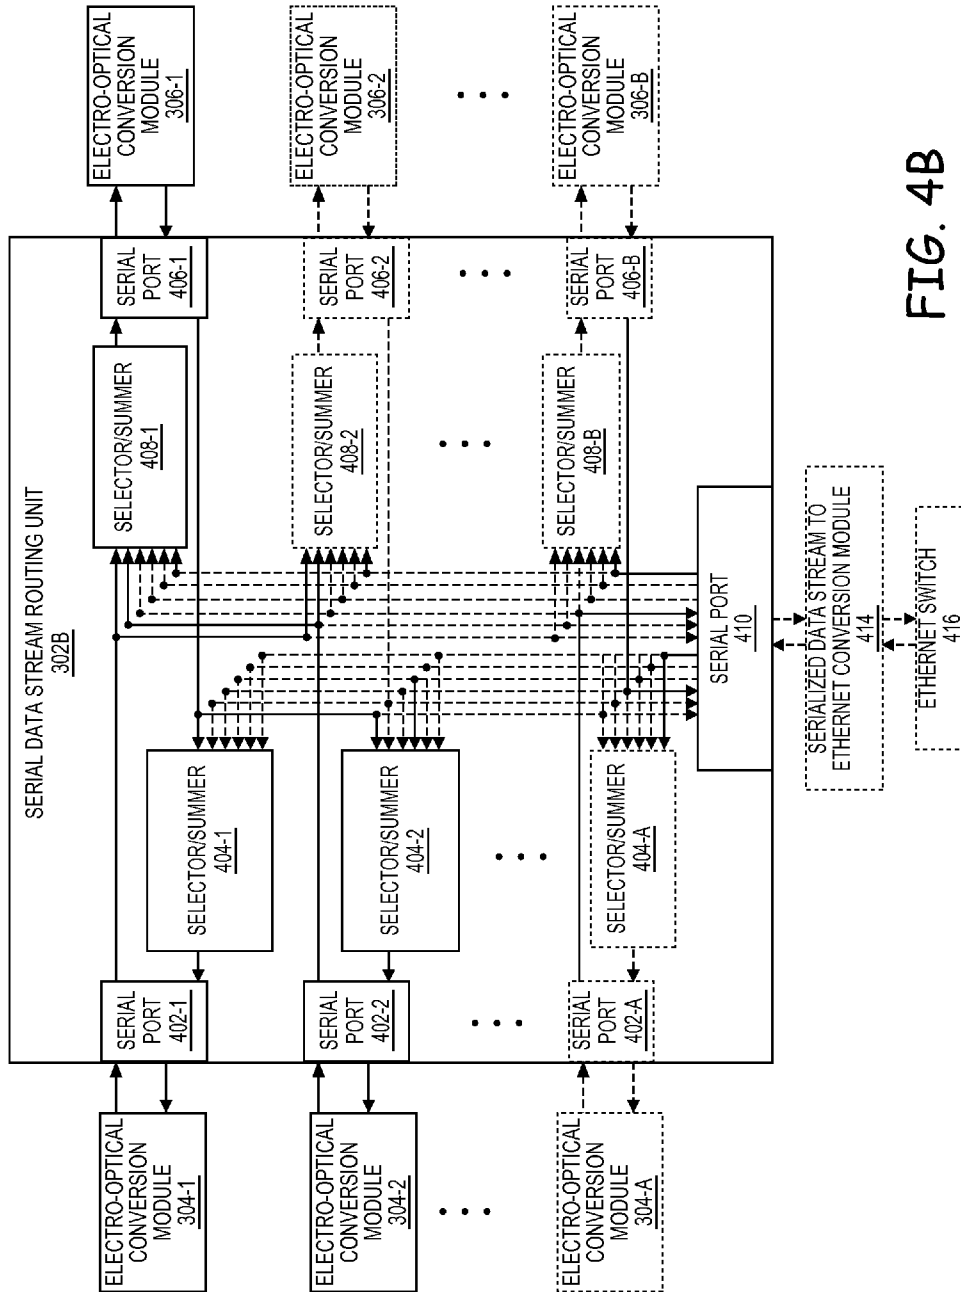 SERIAL DATA STREAM ROUTING UNIT
302B
ELECTRO-OPTICAL
CONVERSION
MODULE
304-1
SERIAL
PORT
402-1
SELECTOR/SUMMER
404-1
SELECTOR/SUMMER
408-1
SERIAL
PORT
406-1
ELECTRO-OPTICAL
CONVERSION
MODULE
306-1
ELECTRO-OPTICAL
CONVERSION
MODULE
304-2
SERIAL
PORT
402-2
SELECTOR/SUMMER
404-2
SELECTOR/SUMMER
408-2
SERIAL
PORT
406-2
ELECTRO-OPTICAL
CONVERSION
MODULE
306-2
ELECTRO-OPTICAL
CONVERSION
MODULE
304-A
SERIAL
PORT
402-A
SELECTOR/SUMMER
404-A
SELECTOR/SUMMER
408-B
SERIAL
PORT
406-B
ELECTRO-OPTICAL
CONVERSION
MODULE
306-B
SERIAL PORT
410
SERIALIZED DATA STREAM TO
ETHERNET CONVERSION MODULE
414
ETHERNET SWITCH
416
FIG. 4B